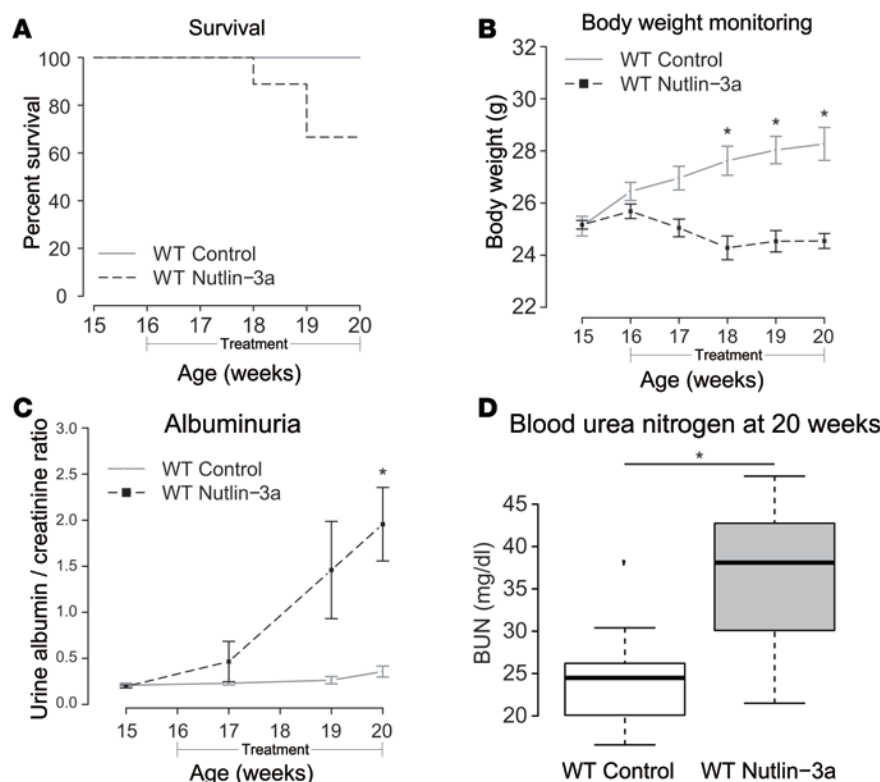 A
Survival
Percent survival
100
80
60
40
20
0
WT Control
WT Nutlin−3a
15 16 17 18 19 20
Treatment
Age (weeks)
B
Body weight monitoring
Body weight (g)
32
30
28
26
24
22
WT Control
WT Nutlin−3a
* * *
15 16 17 18 19 20
Treatment
Age (weeks)
C
Albuminuria
Urine albumin / creatinine ratio
3.0
2.5
2.0
1.5
1.0
0.5
0.0
WT Control
WT Nutlin−3a
*
15 16 17 18 19 20
Treatment
Age (weeks)
D
Blood urea nitrogen at 20 weeks
*
BUN (mg/dl)
45
40
35
30
25
20
WT Control WT Nutlin−3a